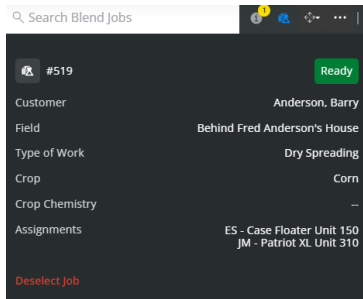 Search Blend Jobs
1
#519
Ready
Customer
Anderson, Barry
Field
Behind Fred Anderson's House
Type of Work
Dry Spreading
Crop
Corn
Crop Chemistry
--
Assignments
ES - Case Floater Unit 150
JM - Patriot XL Unit 310
Deselect Job